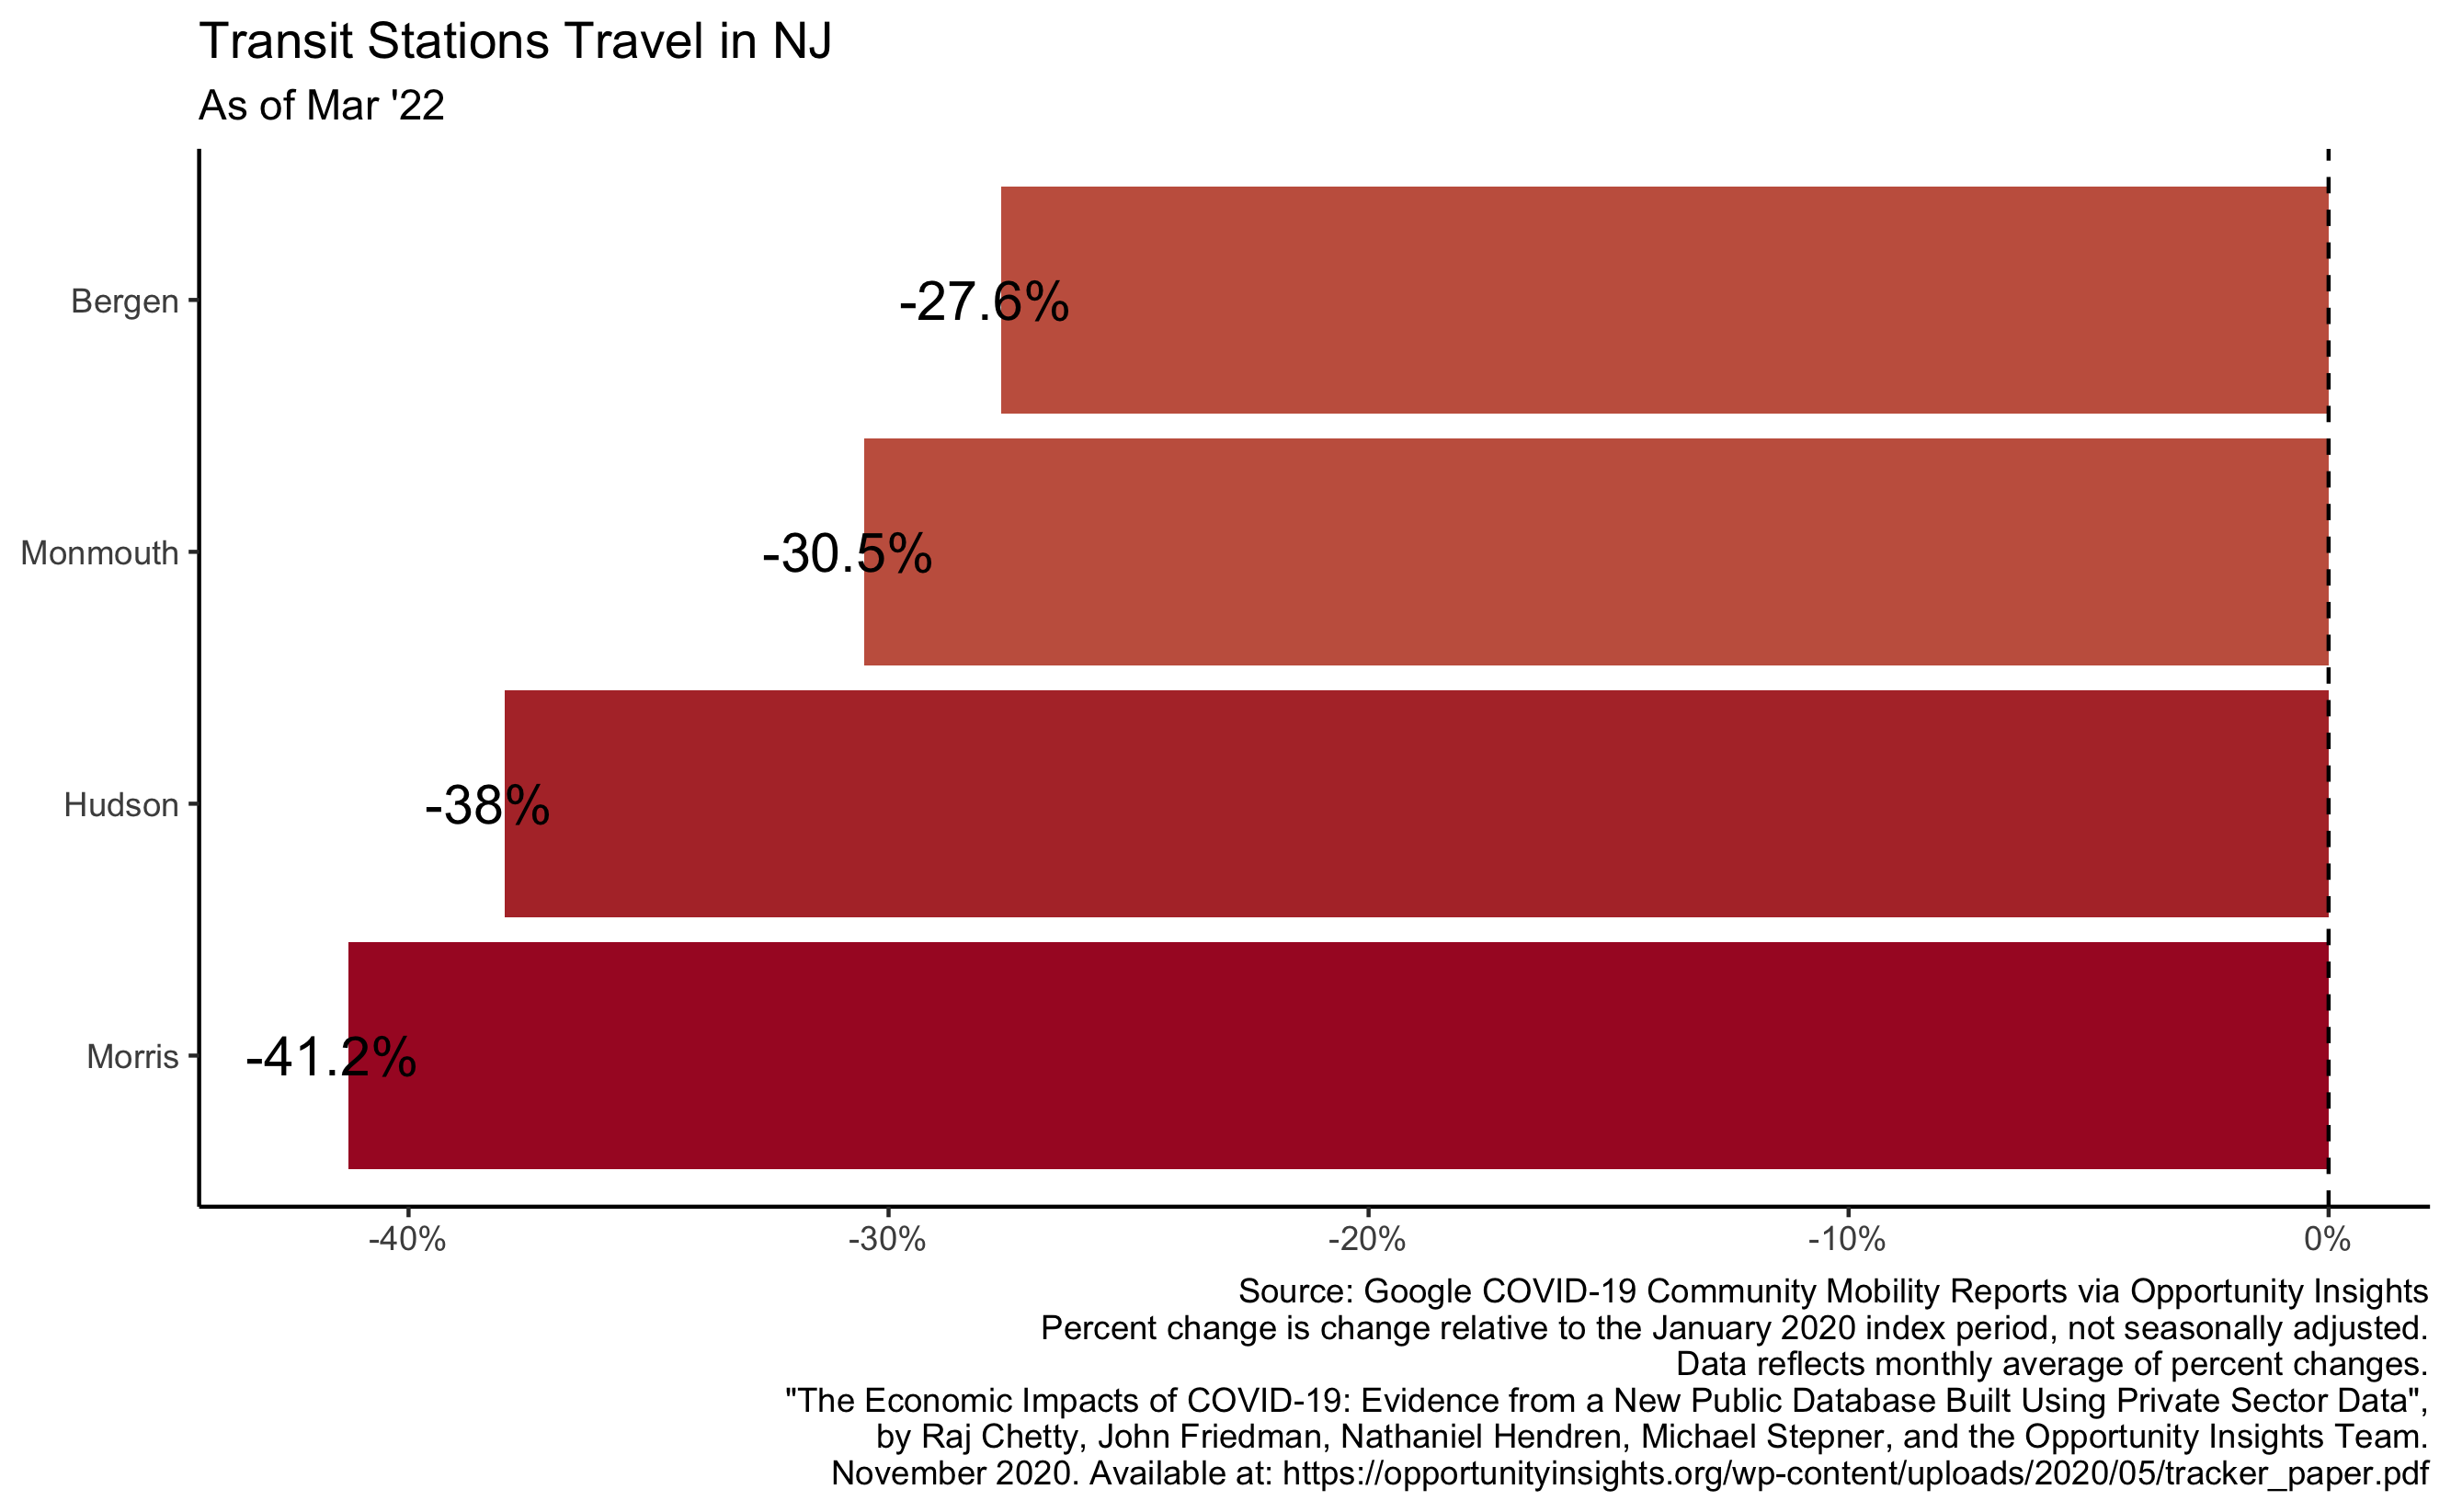 Transit Stations Travel in NJ
As of Mar '22
Bergen
-27.6%
Monmouth
-30.5%
Hudson
-38%
Morris
-41.2%
-40%
-30%
-20%
-10%
0%
Source: Google COVID-19 Community Mobility Reports via Opportunity Insights
Percent change is change relative to the January 2020 index period, not seasonally adjusted.
Data reflects monthly average of percent changes.
"The Economic Impacts of COVID-19: Evidence from a New Public Database Built Using Private Sector Data",
by Raj Chetty, John Friedman, Nathaniel Hendren, Michael Stepner, and the Opportunity Insights Team.
November 2020. Available at: https://opportunityinsights.org/wp-content/uploads/2020/05/tracker_paper.pdf